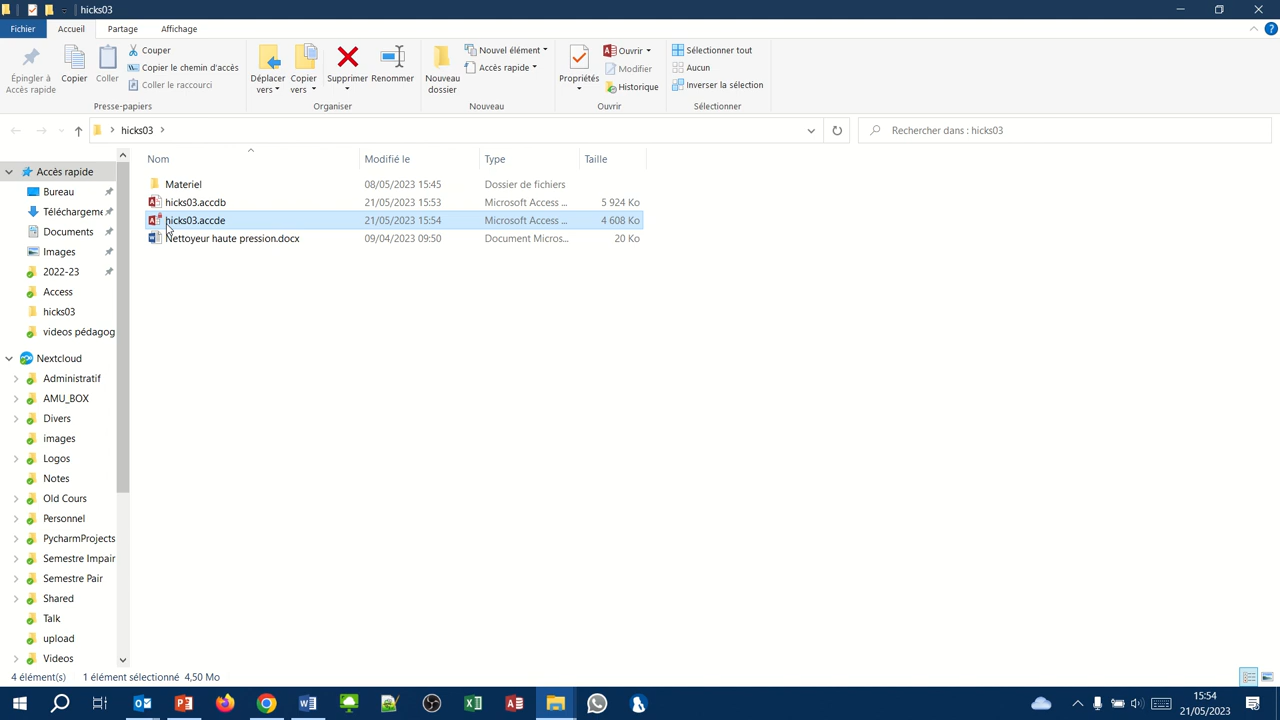 hicks03
Fichier Accueil Partage Affichage
Épingler à Accès rapide
Copier
Coller
Couper
Copier le chemin d'accès
Coller le raccourci
Presse-papiers
Déplacer vers
Copier vers
Supprimer
Renommer
Organiser
Nouveau dossier
Nouvel élément
Accès rapide
Nouveau
Propriétés
Ouvrir
Modifier
Historique
Ouvrir
Sélectionner tout
Aucun
Inverser la sélection
Sélectionner
hicks03
Rechercher dans : hicks03
Nom Modifié le Type Taille
Materiel 08/05/2023 15:45 Dossier de fichiers
hicks03.accdb 21/05/2023 15:53 Microsoft Access ... 5 924 Ko
hicks03.accde 21/05/2023 15:54 Microsoft Access ... 4 608 Ko
Nettoyeur haute pression.docx 09/04/2023 09:50 Document Micros... 20 Ko
Accès rapide
Bureau
Téléchargeme
Documents
Images
2022-23
Access
hicks03
videos pédagog
Nextcloud
Administratif
AMU_BOX
Divers
images
Logos
Notes
Old Cours
Personnel
PycharmProjects
Semestre Impair
Semestre Pair
Shared
Talk
upload
Videos
4 élément(s) 1 élément sélectionné 4,50 Mo
15:54
21/05/2023